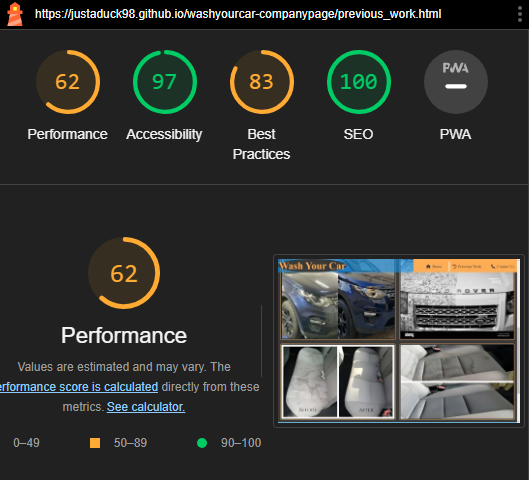 https://justaduck98.github.io/washyourcar-companypage/previous_work.html
62
97
83
100
PWA
Performance
Accessibility
Best
Practices
SEO
PWA
62
Performance
Values are estimated and may vary. The
erformance score is calculated directly from these
metrics. See calculator.
0–49
50–89
90–100
Wash Your Car
Home
Previous Work
Contact Us
ROVER
BEFORE
AFTER